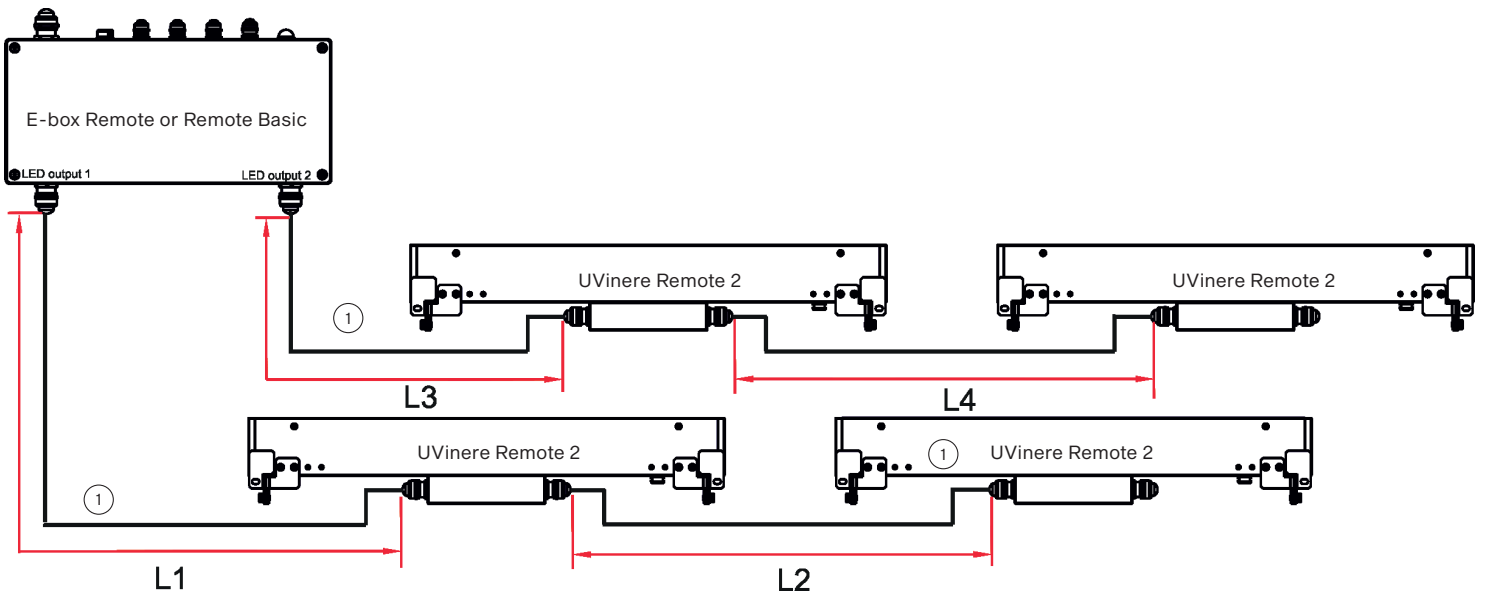 E-box Remote or Remote Basic
LED output 1
LED output 2
UVinere Remote 2
UVinere Remote 2
1
L3
L4
UVinere Remote 2
1 UVinere Remote 2
1
L1
L2